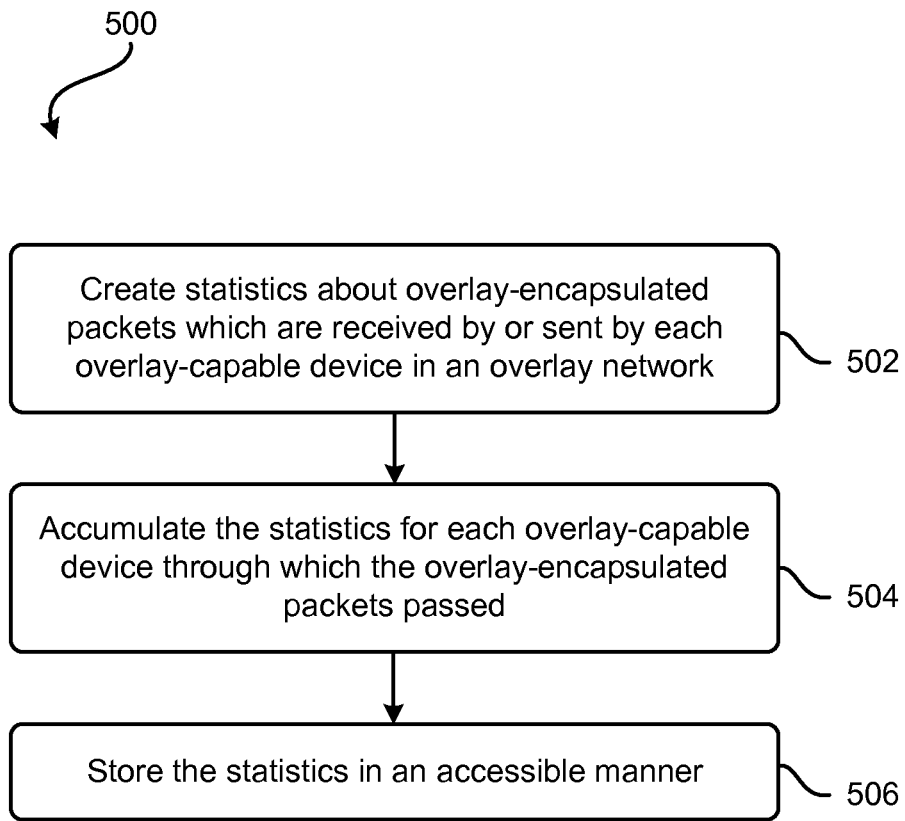 500
Create statistics about overlay-encapsulated
packets which are received by or sent by each
overlay-capable device in an overlay network
502
Accumulate the statistics for each overlay-capable
device through which the overlay-encapsulated
packets passed
504
Store the statistics in an accessible manner
506